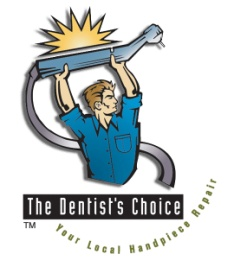 The Dentist's Choice
TM
Your Local Handpiece Repair